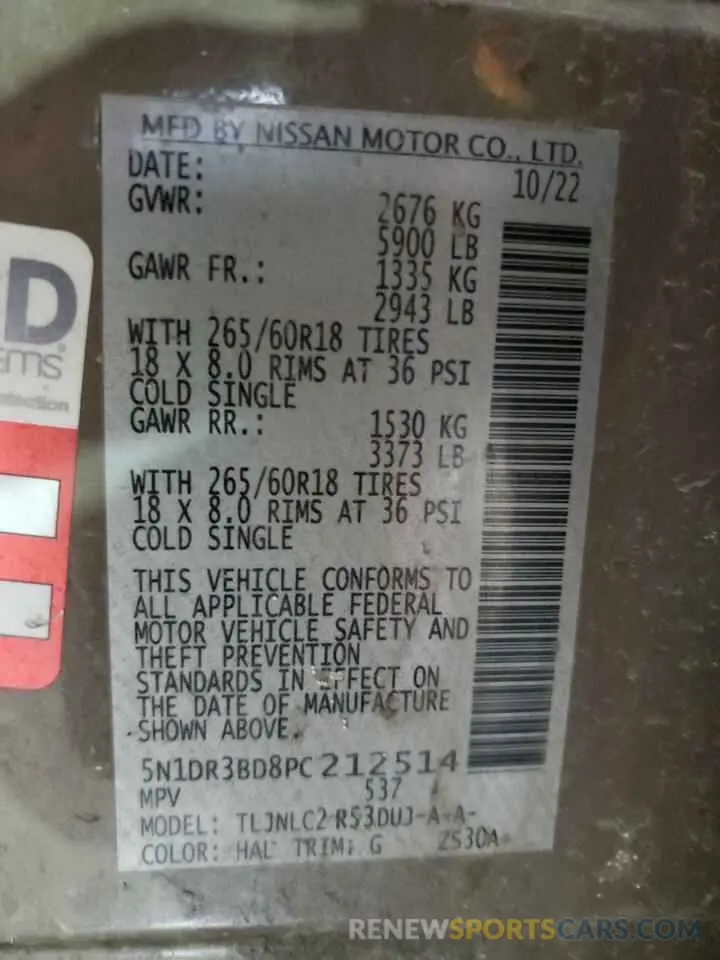 MFD BY NISSAN MOTOR CO., LTD.
DATE: 10/22
GVWR: 2676 KG
5900 LB
GAWR FR.: 1335 KG
2943 LB
WITH 265/60R18 TIRES
18 X 8.0 RIMS AT 36 PSI
COLD SINGLE
GAWR RR.: 1530 KG
3373 LB
WITH 265/60R18 TIRES
18 X 8.0 RIMS AT 36 PSI
COLD SINGLE
THIS VEHICLE CONFORMS TO
ALL APPLICABLE FEDERAL
MOTOR VEHICLE SAFETY AND
THEFT PREVENTION
STANDARDS IN EFFECT ON
THE DATE OF MANUFACTURE
SHOWN ABOVE.
5N1DR3BD8PC212514
MPV 537
MODEL: TLJNLC2 R53DUJ-A-A-
COLOR: HAL TRIM: G 2530A
D
EMS
otection
RENEWSPORTSCARS.COM